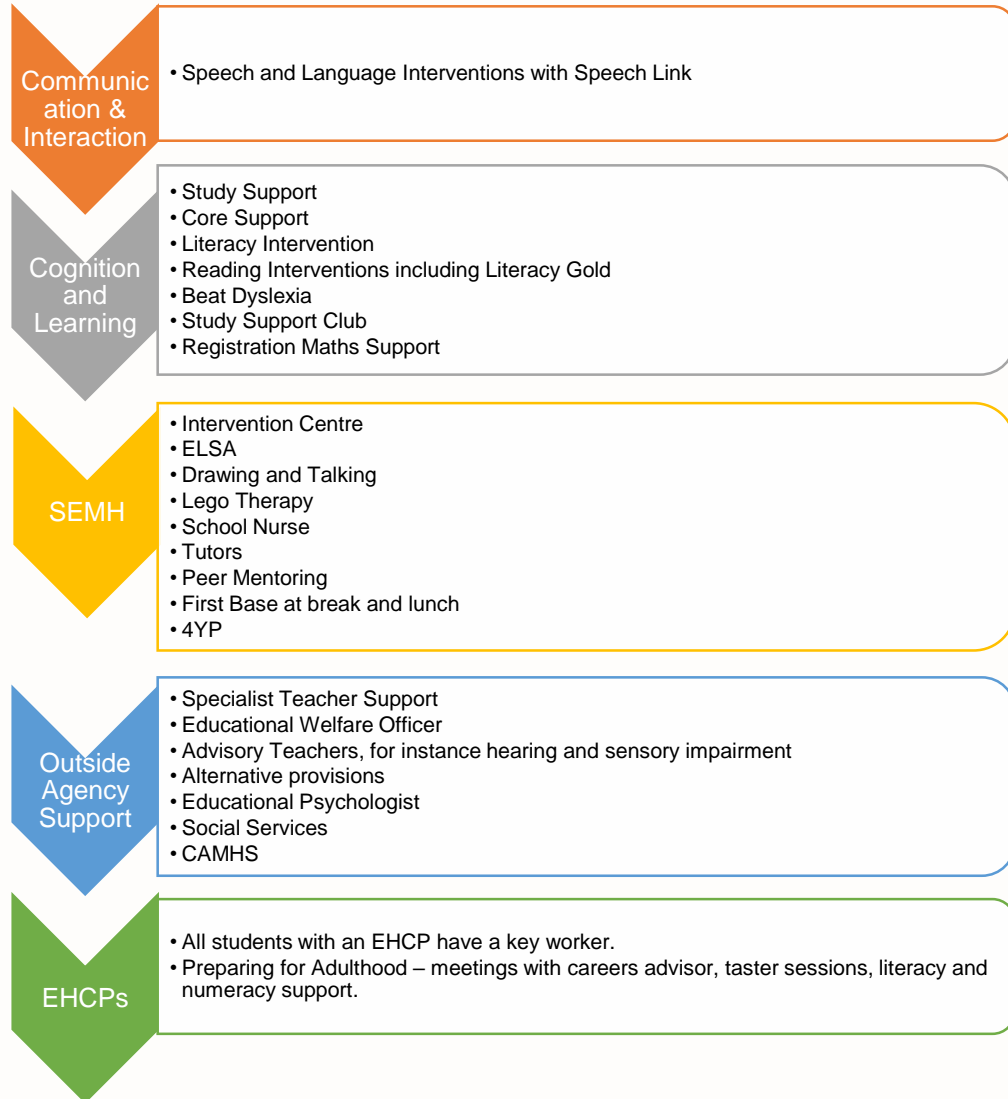 Communic
ation &
Interaction
• Speech and Language Interventions with Speech Link
Cognition
and
Learning
• Study Support
• Core Support
• Literacy Intervention
• Reading Interventions including Literacy Gold
• Beat Dyslexia
• Study Support Club
• Registration Maths Support
SEMH
• Intervention Centre
• ELSA
• Drawing and Talking
• Lego Therapy
• School Nurse
• Tutors
• Peer Mentoring
• First Base at break and lunch
• 4YP
Outside
Agency
Support
• Specialist Teacher Support
• Educational Welfare Officer
• Advisory Teachers, for instance hearing and sensory impairment
• Alternative provisions
• Educational Psychologist
• Social Services
• CAMHS
EHCPs
• All students with an EHCP have a key worker.
• Preparing for Adulthood – meetings with careers advisor, taster sessions, literacy and
numeracy support.